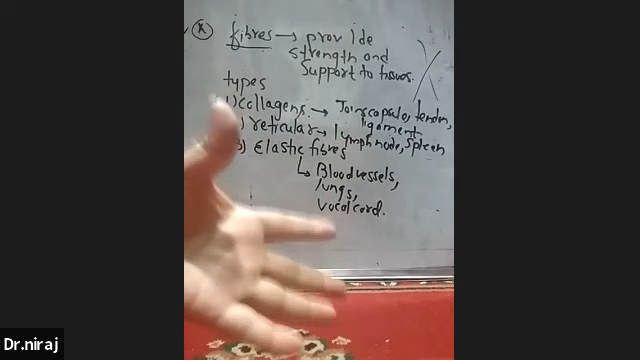 (K) fibres → provide
strength and
Support to tissues.
types
1) collagens. → Joint capsule, tendon,
ligament
) reticular → lymph node, spleen
) Elastic fibres
↳ Blood vessels,
lungs,
Vocal cord.
Dr.niraj